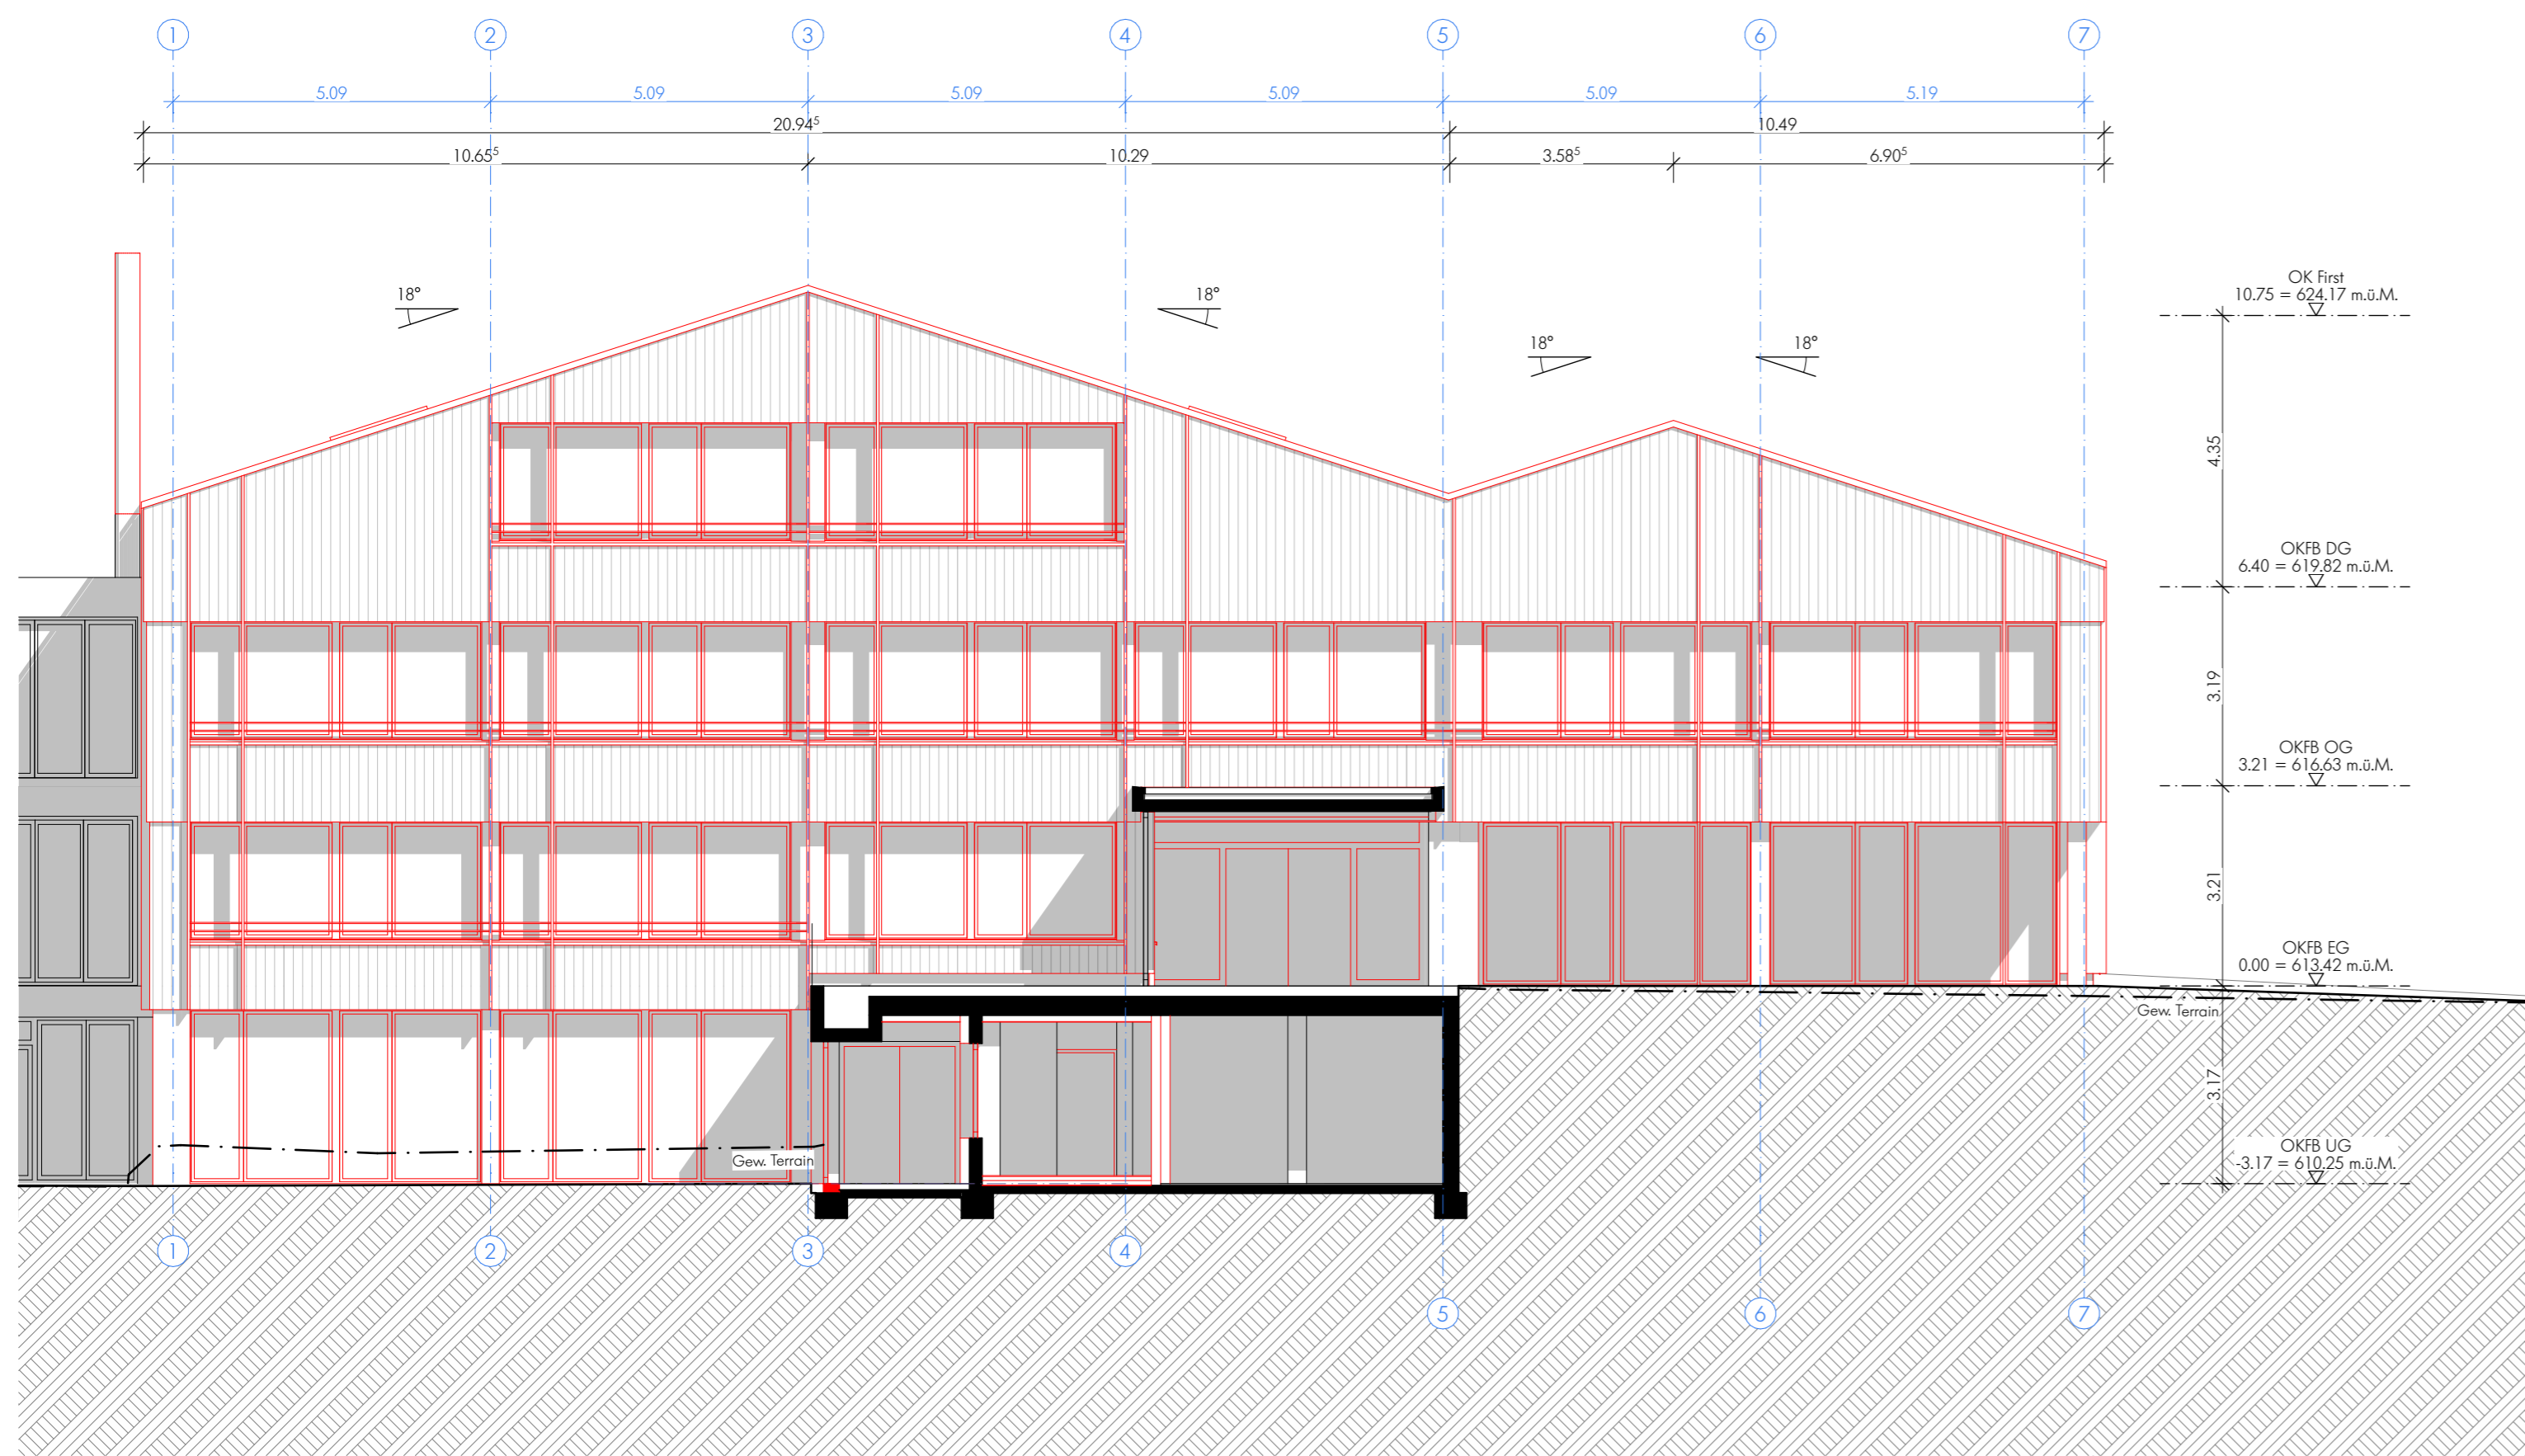 1 2 3 4 5 6 7
5.09 5.09 5.09 5.09 5.09 5.19
20.94⁵ 10.49
10.65⁵ 10.29 3.58⁵ 6.90⁵
18° 18°
18° 18°
OK First
10.75 = 624.17 m.ü.M.
4.35
OKFB DG
6.40 = 619.82 m.ü.M.
3.19
OKFB OG
3.21 = 616.63 m.ü.M.
3.21
OKFB EG
0.00 = 613.42 m.ü.M.
Gew. Terrain
3.17
OKFB UG
-3.17 = 610.25 m.ü.M.
Gew. Terrain
1 2 3 4
5 6 7